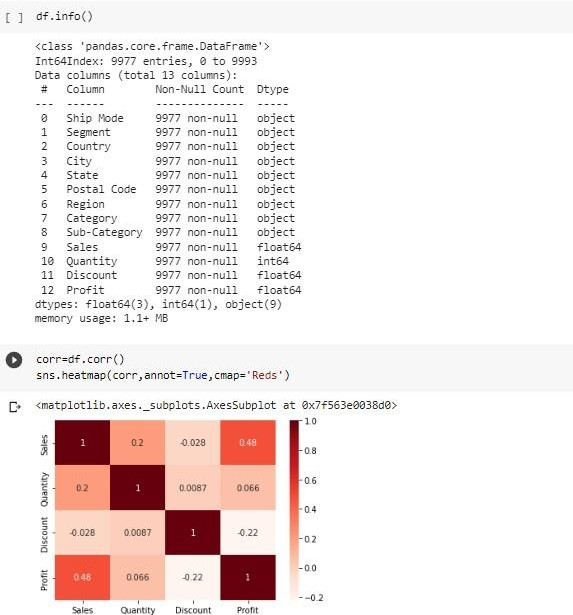 [ ] df.info()
<class 'pandas.core.frame.DataFrame'>
Int64Index: 9977 entries, 0 to 9993
Data columns (total 13 columns):
 #   Column        Non-Null Count  Dtype
---  ------        --------------  -----
 0   Ship Mode     9977 non-null   object
 1   Segment       9977 non-null   object
 2   Country       9977 non-null   object
 3   City          9977 non-null   object
 4   State         9977 non-null   object
 5   Postal Code   9977 non-null   object
 6   Region        9977 non-null   object
 7   Category      9977 non-null   object
 8   Sub-Category  9977 non-null   object
 9   Sales         9977 non-null   float64
 10  Quantity      9977 non-null   int64
 11  Discount      9977 non-null   float64
 12  Profit        9977 non-null   float64
dtypes: float64(3), int64(1), object(9)
memory usage: 1.1+ MB
corr=df.corr()
sns.heatmap(corr,annot=True,cmap='Reds')
<matplotlib.axes._subplots.AxesSubplot at 0x7f563e0038d0>
Sales 1 0.2 -0.028 0.48
Quantity 0.2 1 0.0087 0.066
Discount -0.028 0.0087 1 -0.22
Profit 0.48 0.066 -0.22 1
Sales Quantity Discount Profit
1.0
0.8
0.6
0.4
0.2
0.0
-0.2